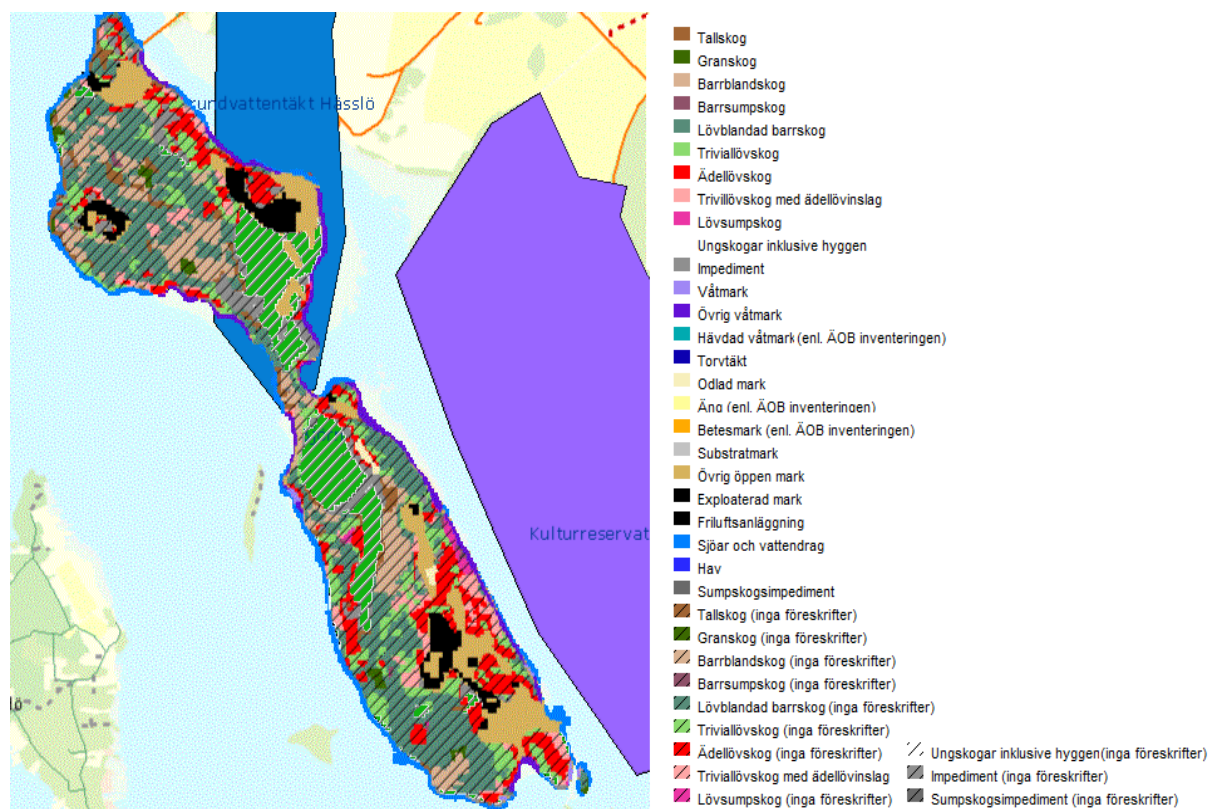 rundvattentäkt Hässlö
Kulturreservat
lö
Tallskog
Granskog
Barrblandskog
Barrsumpskog
Lövblandad barrskog
Triviallövskog
Ädellövskog
Trivillövskog med ädellövinslag
Lövsumpskog
Ungskogar inklusive hyggen
Impediment
Våtmark
Övrig våtmark
Hävdad våtmark (enl. ÄOB inventeringen)
Torvtäkt
Odlad mark
Äng (enl. ÄOB inventeringen)
Betesmark (enl. ÄOB inventeringen)
Substratmark
Övrig öppen mark
Exploaterad mark
Friluftsanläggning
Sjöar och vattendrag
Hav
Sumpskogsimpediment
Tallskog (inga föreskrifter)
Granskog (inga föreskrifter)
Barrblandskog (inga föreskrifter)
Barrsumpskog (inga föreskrifter)
Lövblandad barrskog (inga föreskrifter)
Triviallövskog (inga föreskrifter)
Ädellövskog (inga föreskrifter)
Triviallövskog med ädellövinslag
Lövsumpskog (inga föreskrifter)
Ungskogar inklusive hyggen(inga föreskrifter)
Impediment (inga föreskrifter)
Sumpskogsimpediment (inga föreskrifter)